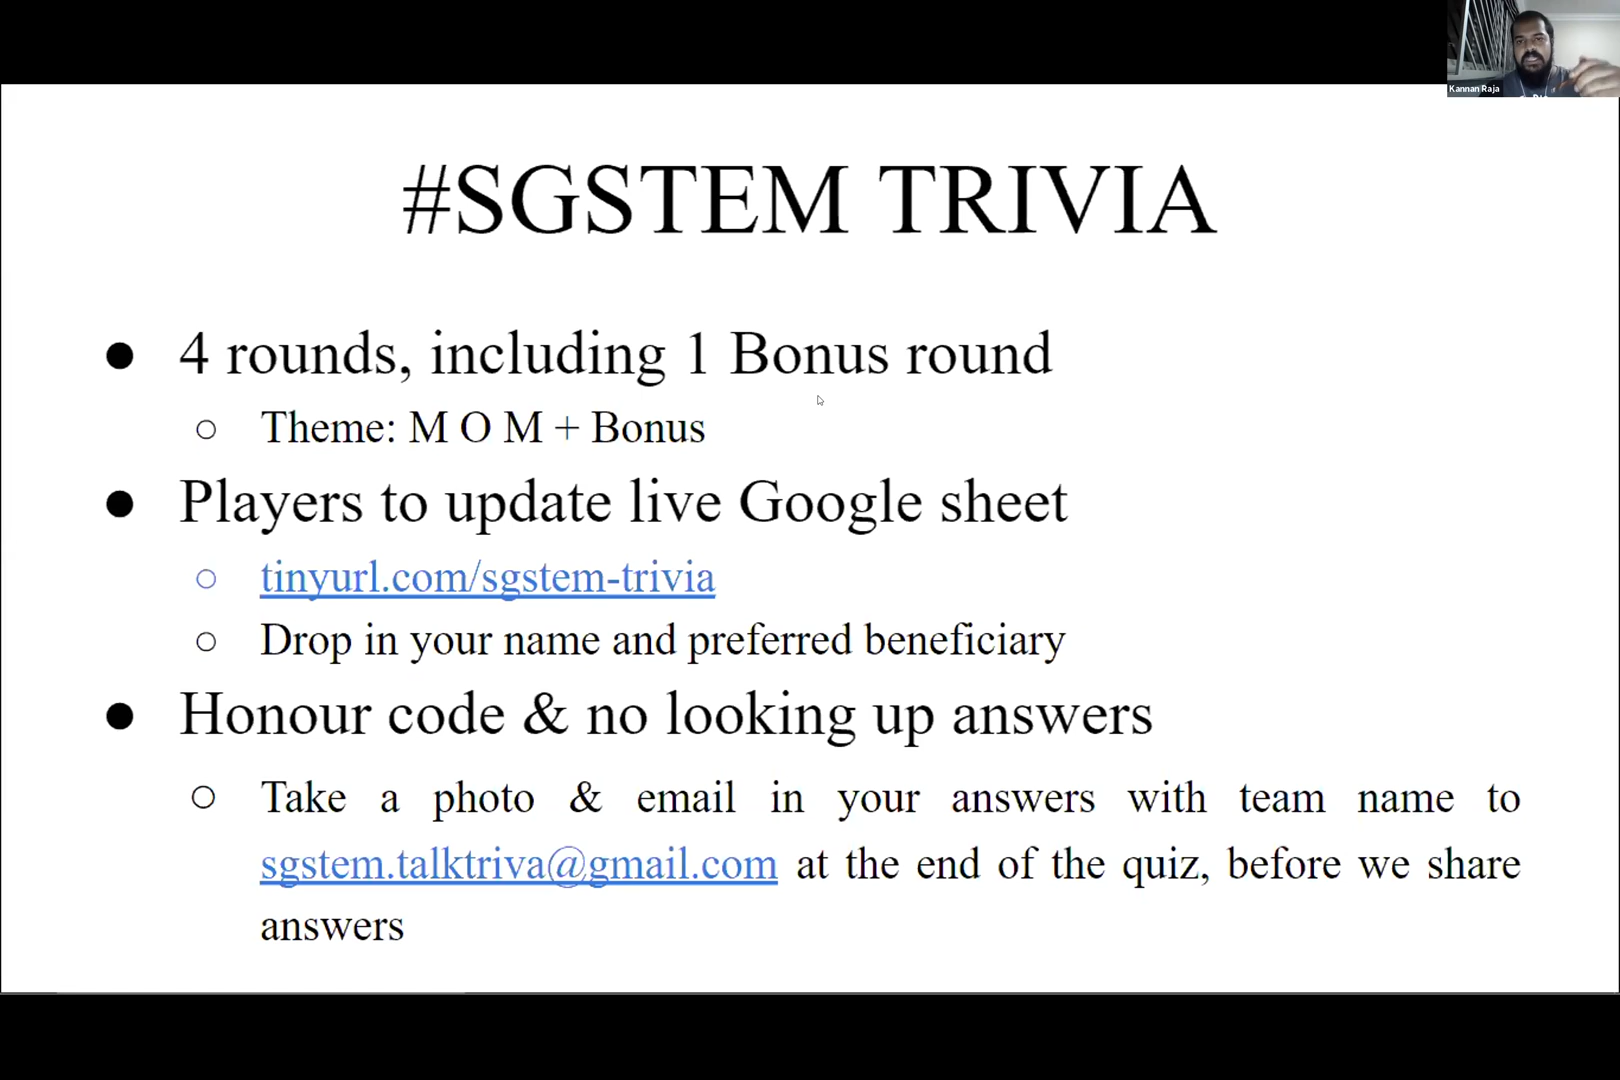 Kannan Raja
#SGSTEM TRIVIA
● 4 rounds, including 1 Bonus round
○ Theme: M O M + Bonus
● Players to update live Google sheet
○ tinyurl.com/sgstem-trivia
○ Drop in your name and preferred beneficiary
● Honour code & no looking up answers
○ Take a photo & email in your answers with team name to
sgstem.talktriva@gmail.com at the end of the quiz, before we share
answers